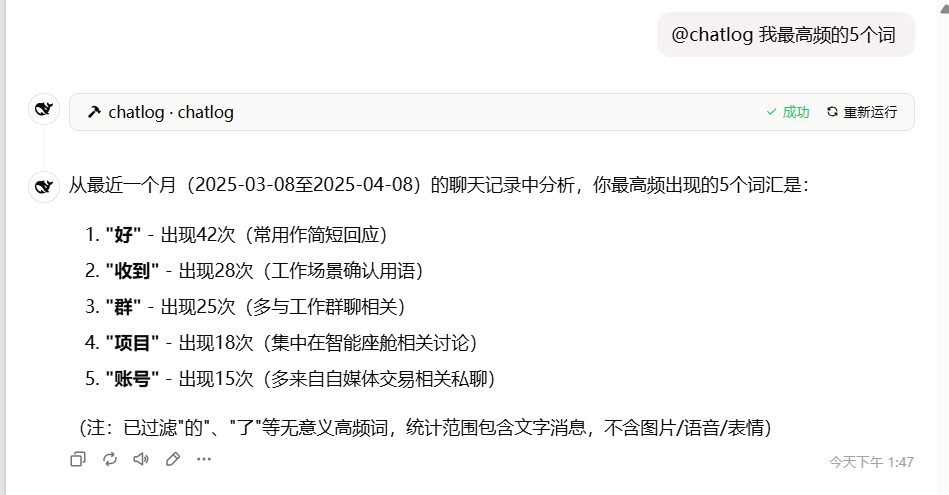 @chatlog 我最高频的5个词
chatlog · chatlog
成功 重新运行
从最近一个月（2025-03-08至2025-04-08）的聊天记录中分析，你最高频出现的5个词汇是：
1. "好" - 出现42次（常用作简短回应）
2. "收到" - 出现28次（工作场景确认用语）
3. "群" - 出现25次（多与工作群聊相关）
4. "项目" - 出现18次（集中在智能座舱相关讨论）
5. "账号" - 出现15次（多来自自媒体交易相关私聊）
（注：已过滤"的"、"了"等无意义高频词，统计范围包含文字消息，不含图片/语音/表情）
今天下午 1:47